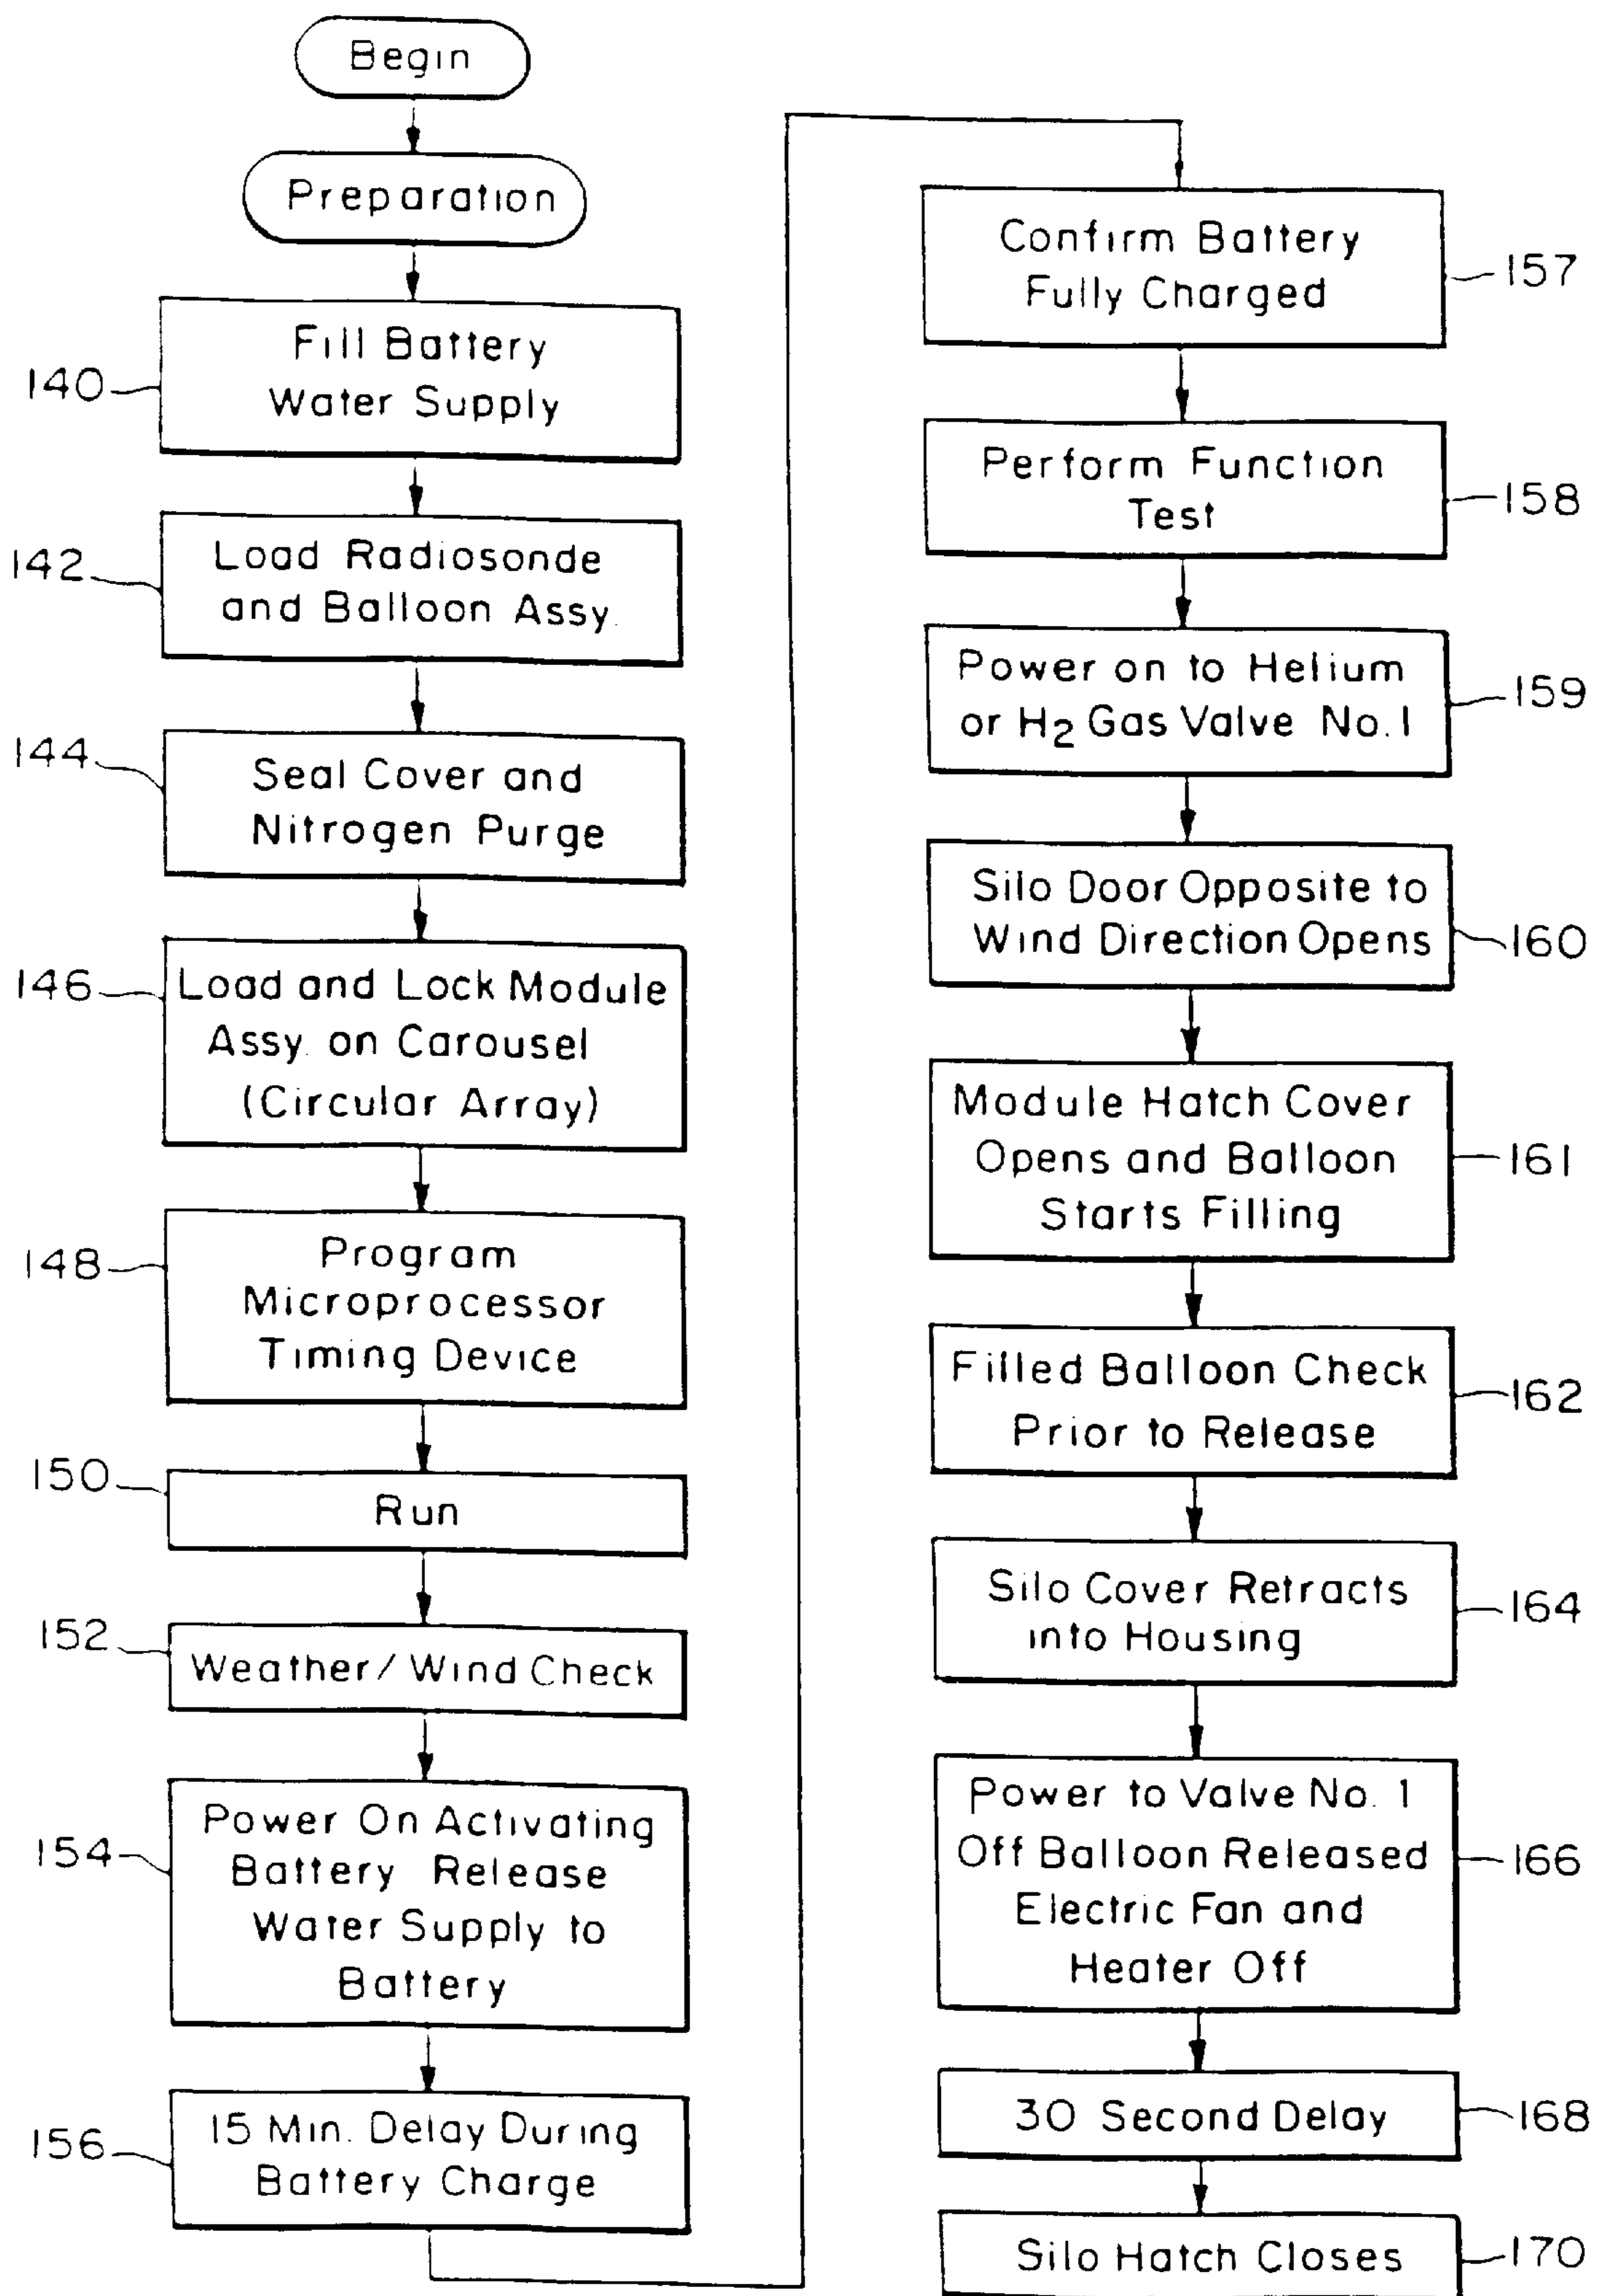 Begin
Preparation
140
Fill Battery
Water Supply
142
Load Radiosonde
and Balloon Assy.
144
Seal Cover and
Nitrogen Purge
146
Load and Lock Module
Assy. on Carousel
(Circular Array)
148
Program
Microprocessor
Timing Device
150
Run
152
Weather/Wind Check
154
Power On Activating
Battery Release
Water Supply to
Battery
156
15 Min. Delay During
Battery Charge
Confirm Battery
Fully Charged
157
Perform Function
Test
158
Power on to Helium
or H2 Gas Valve No. 1
159
Silo Door Opposite to
Wind Direction Opens
160
Module Hatch Cover
Opens and Balloon
Starts Filling
161
Filled Balloon Check
Prior to Release
162
Silo Cover Retracts
into Housing
164
Power to Valve No. 1
Off Balloon Released
Electric Fan and
Heater Off
166
30 Second Delay
168
Silo Hatch Closes
170